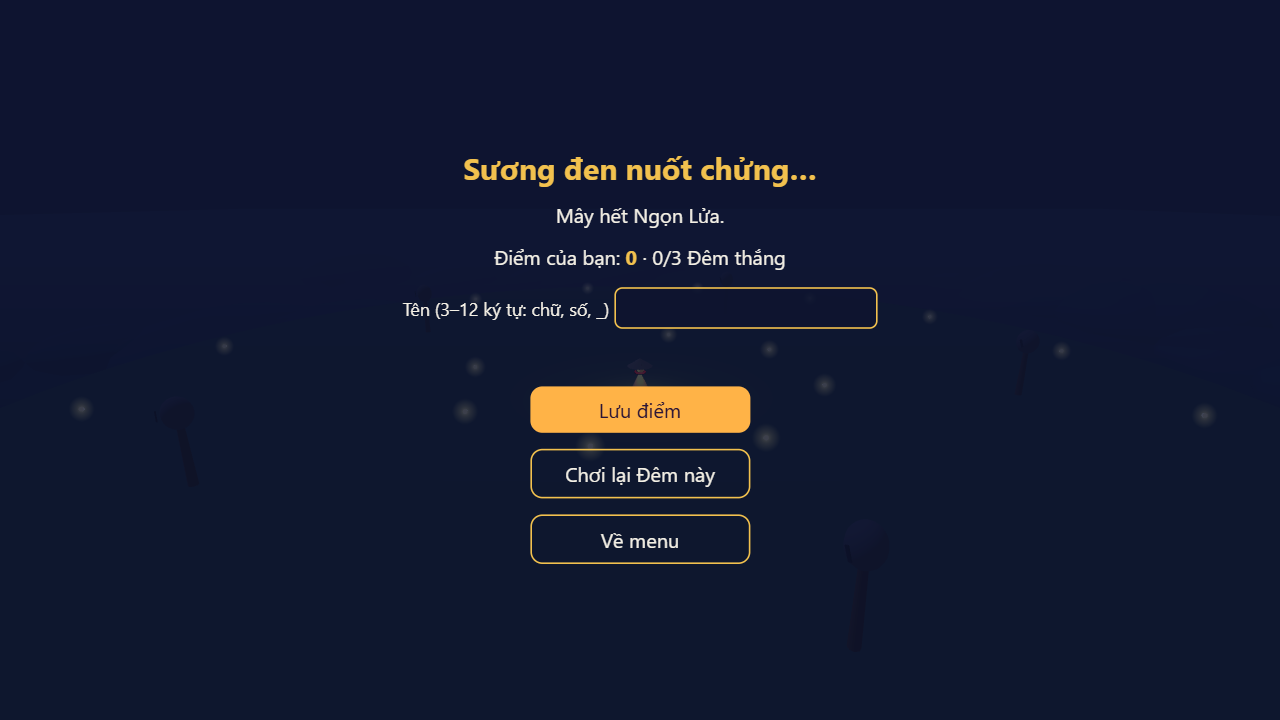 Sương đen nuốt chửng...
Mây hết Ngọn Lửa.
Điểm của bạn: 0 · 0/3 Đêm thắng
Tên (3–12 ký tự: chữ, số, _)
Lưu điểm
Chơi lại Đêm này
Về menu